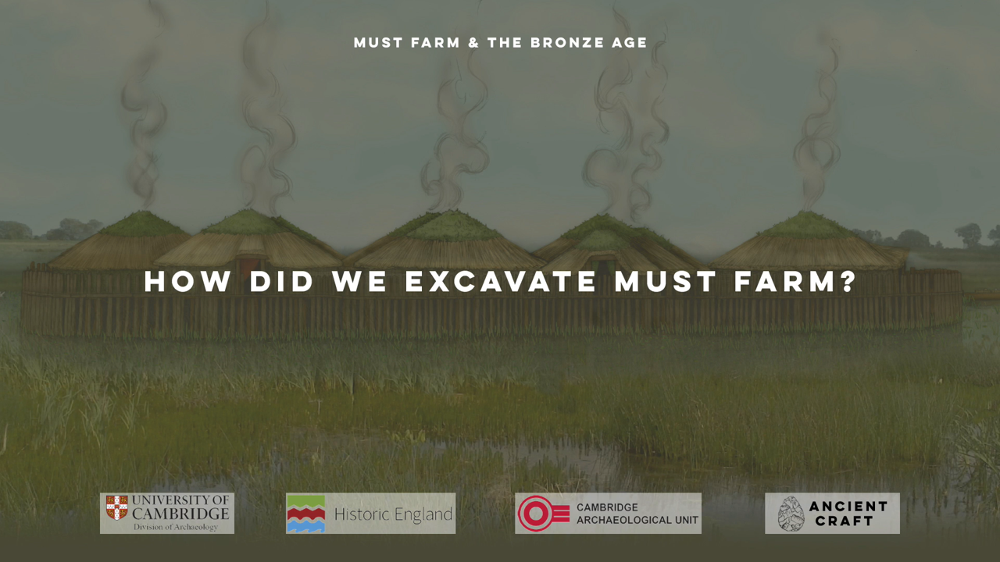 MUST FARM & THE BRONZE AGE
HOW DID WE EXCAVATE MUST FARM?
UNIVERSITY OF
CAMBRIDGE
Division of Archaeology
Historic England
CAMBRIDGE
ARCHAEOLOGICAL UNIT
ANCIENT
CRAFT